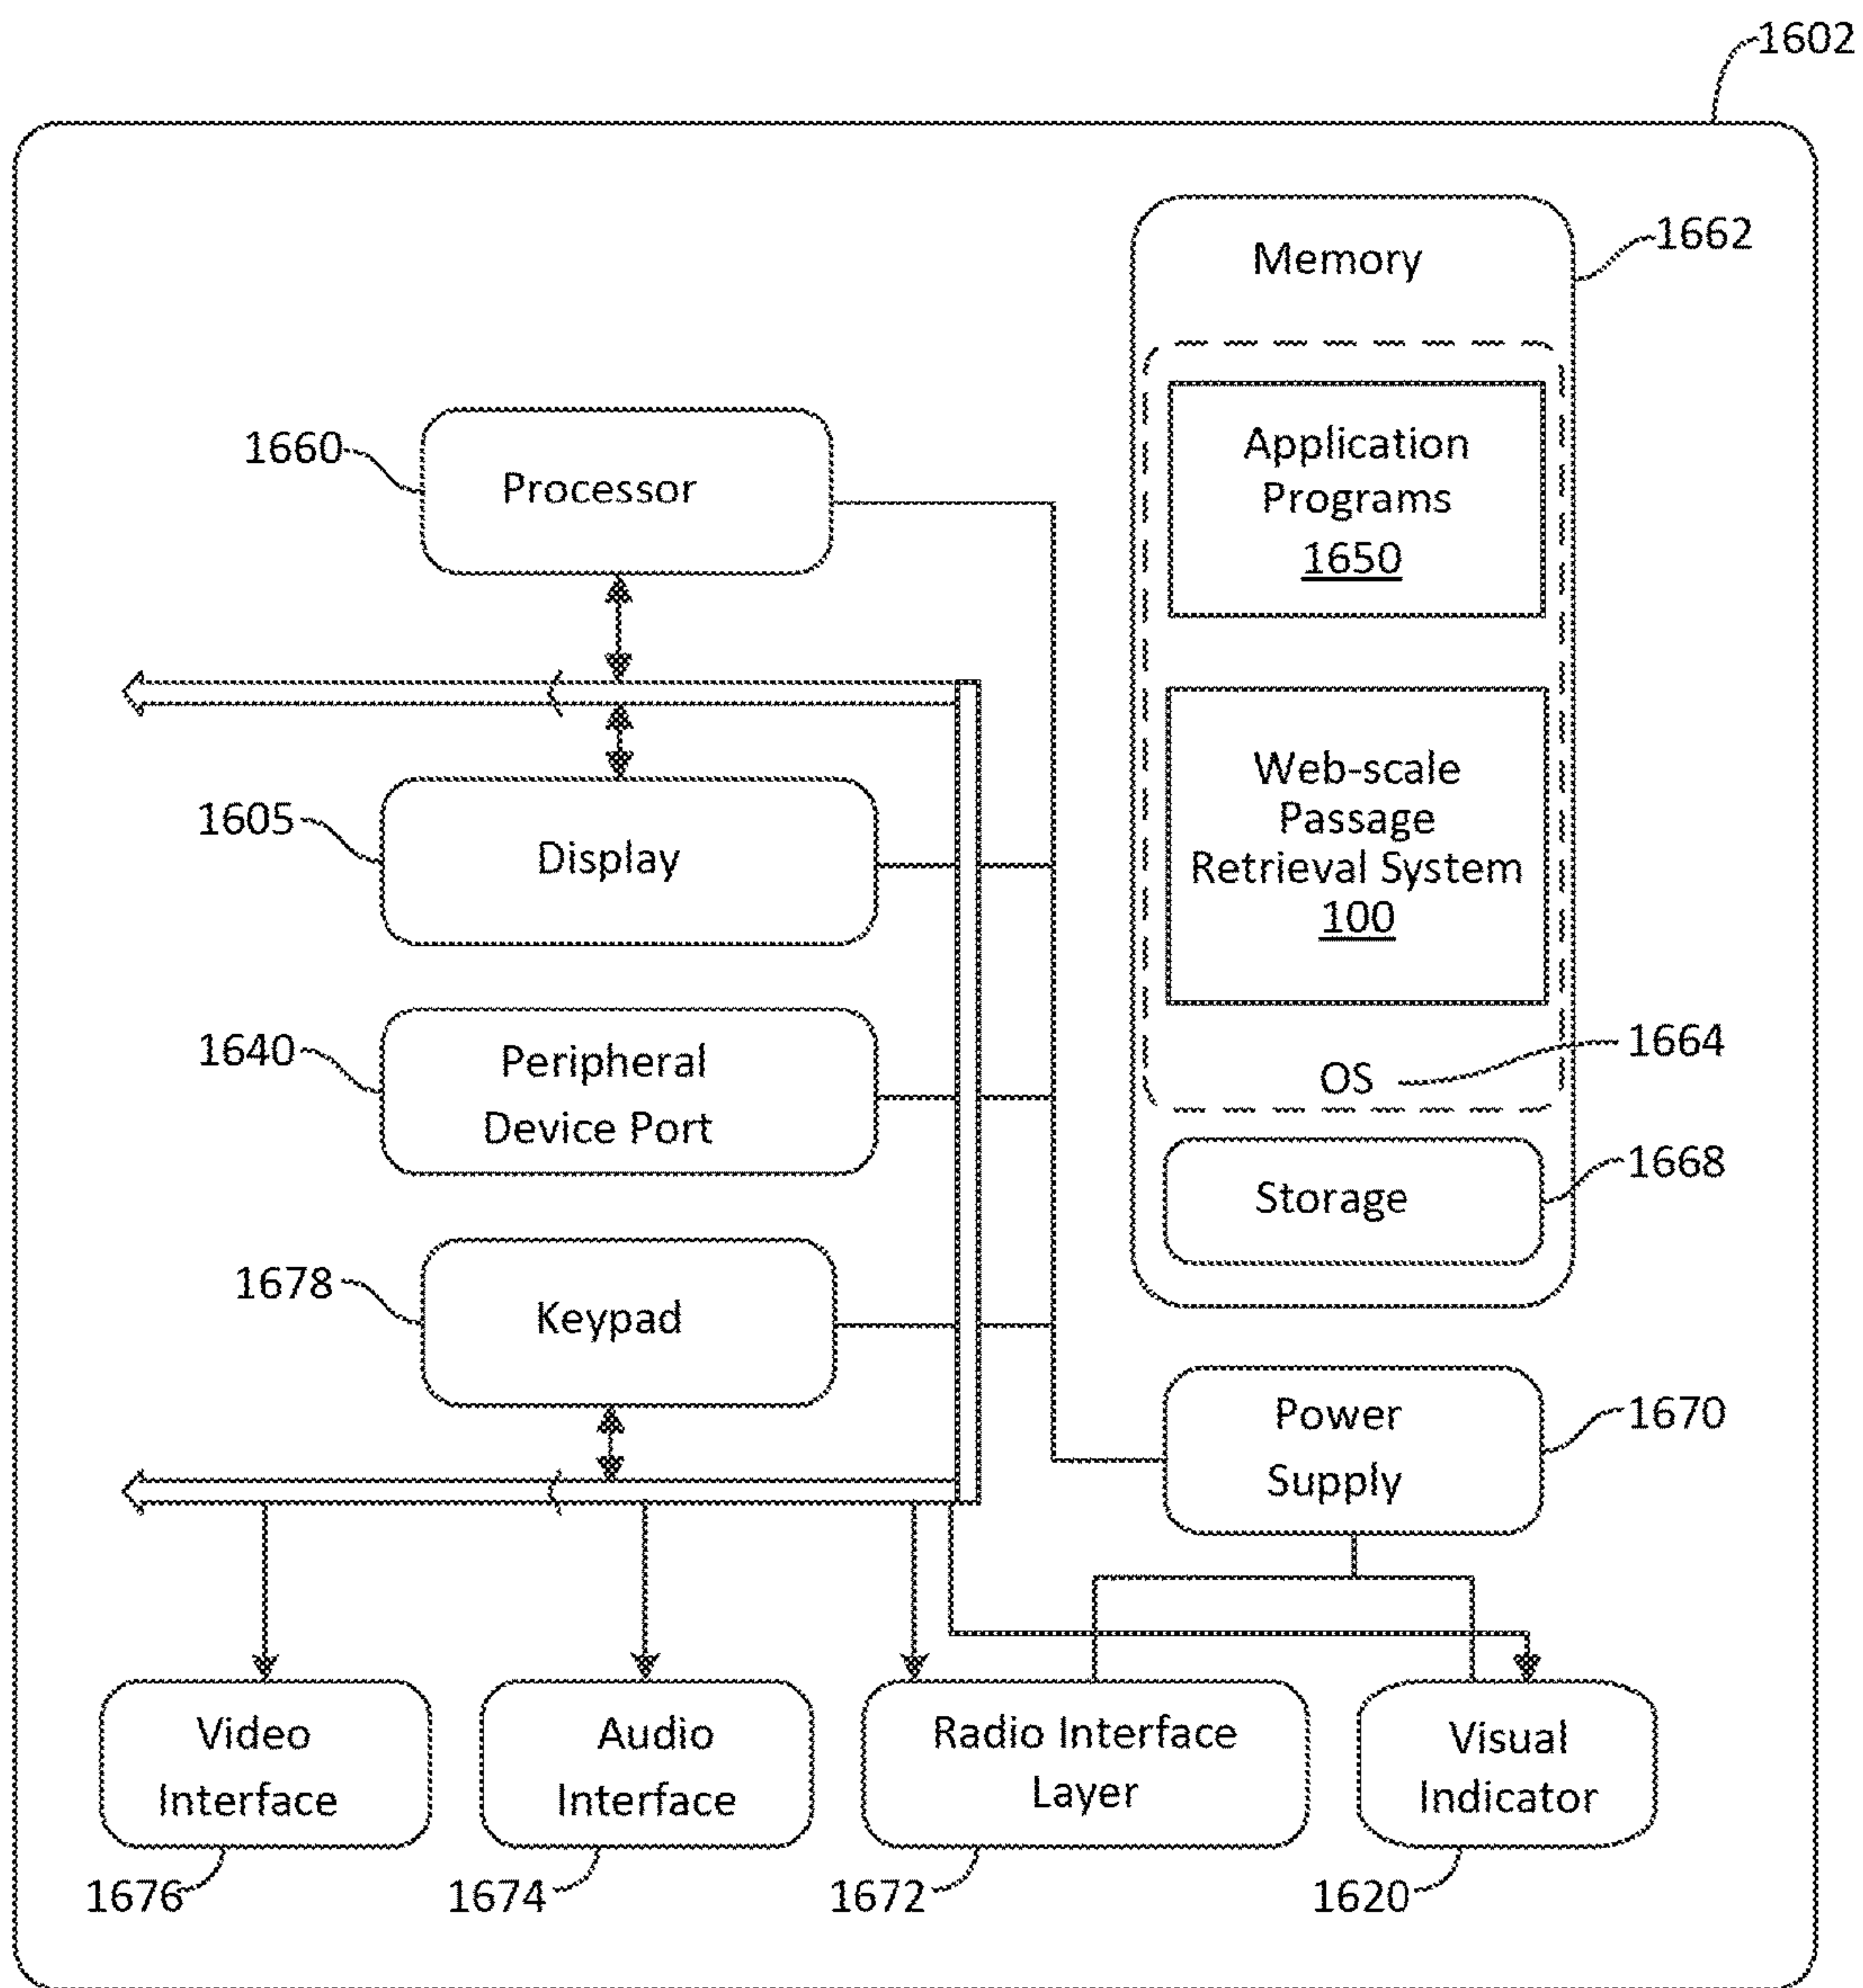 1602
Memory
1662
Application
Programs
1650
1660
Processor
Web-scale
Passage
Retrieval System
100
1605
Display
1640
Peripheral
Device Port
OS
1664
Storage
1668
1678
Keypad
Power
Supply
1670
Video
Interface
Audio
Interface
Radio Interface
Layer
Visual
Indicator
1676
1674
1672
1620